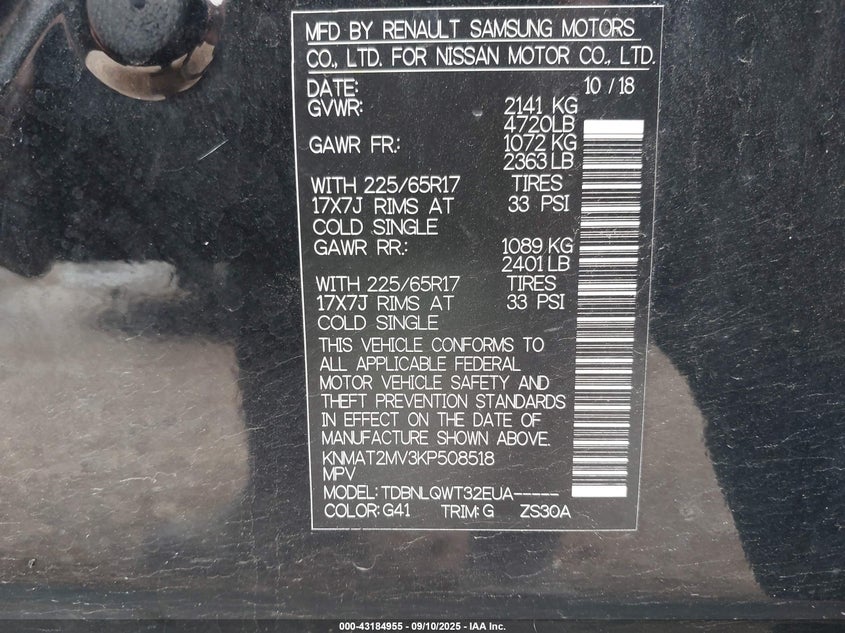 MFD BY RENAULT SAMSUNG MOTORS
CO., LTD. FOR NISSAN MOTOR CO., LTD.
DATE: 10 / 18
GVWR: 2141 KG
4720LB
GAWR FR.: 1072 KG
2363 LB
WITH 225/65R17 TIRES
17X7J RIMS AT 33 PSI
COLD SINGLE
GAWR RR.: 1089 KG
2401 LB
WITH 225/65R17 TIRES
17X7J RIMS AT 33 PSI
COLD SINGLE
THIS VEHICLE CONFORMS TO
ALL APPLICABLE FEDERAL
MOTOR VEHICLE SAFETY AND
THEFT PREVENTION STANDARDS
IN EFFECT ON THE DATE OF
MANUFACTURE SHOWN ABOVE.
KNMAT2MV3KP508518
MPV
MODEL: TDBNLQWT32EUA-----
COLOR: G41 TRIM: G ZS30A
000-43184955 - 09/10/2025 - IAA Inc.